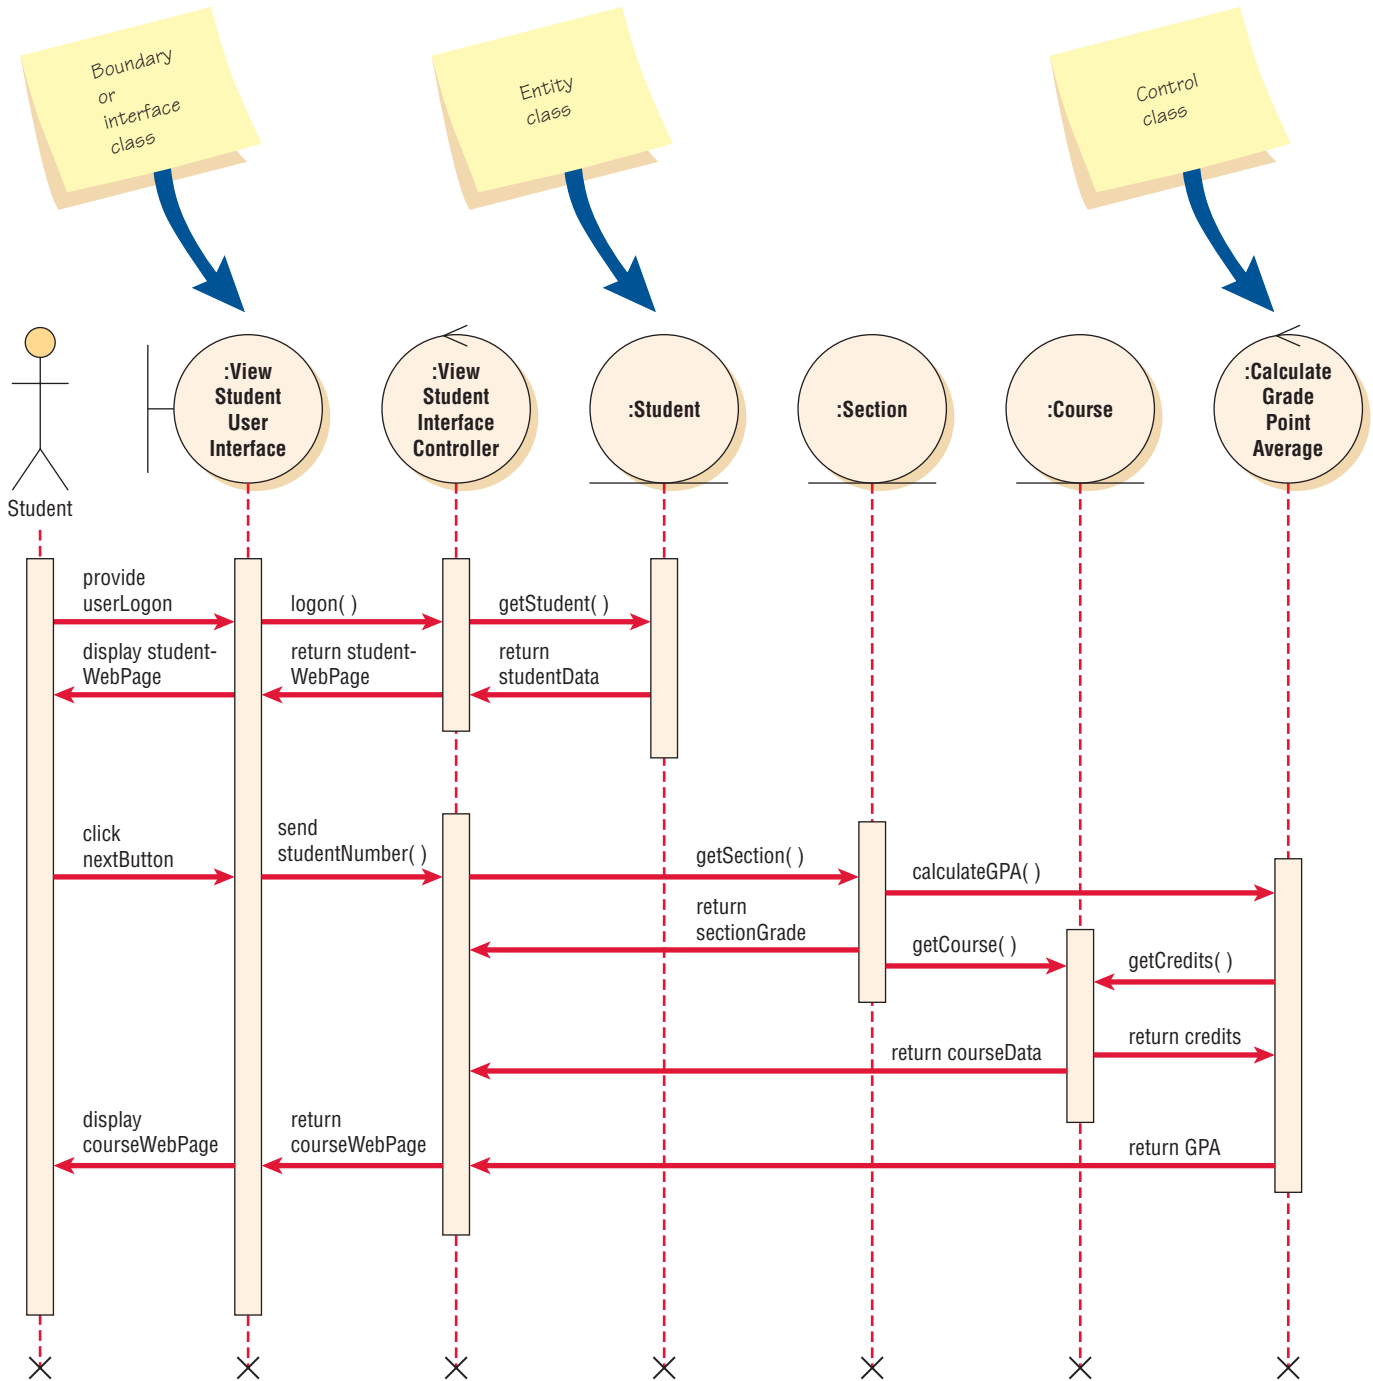 Boundary
or
interface
class
Entity
class
Control
class
:View
Student
User
Interface
:View
Student
Interface
Controller
:Student
:Section
:Course
:Calculate
Grade
Point
Average
Student
provide
userLogon
logon( )
getStudent( )
display student-
WebPage
return student-
WebPage
return
studentData
click
nextButton
send
studentNumber( )
getSection( )
calculateGPA( )
return
sectionGrade
getCourse( )
getCredits( )
return credits
return courseData
display
courseWebPage
return
courseWebPage
return GPA